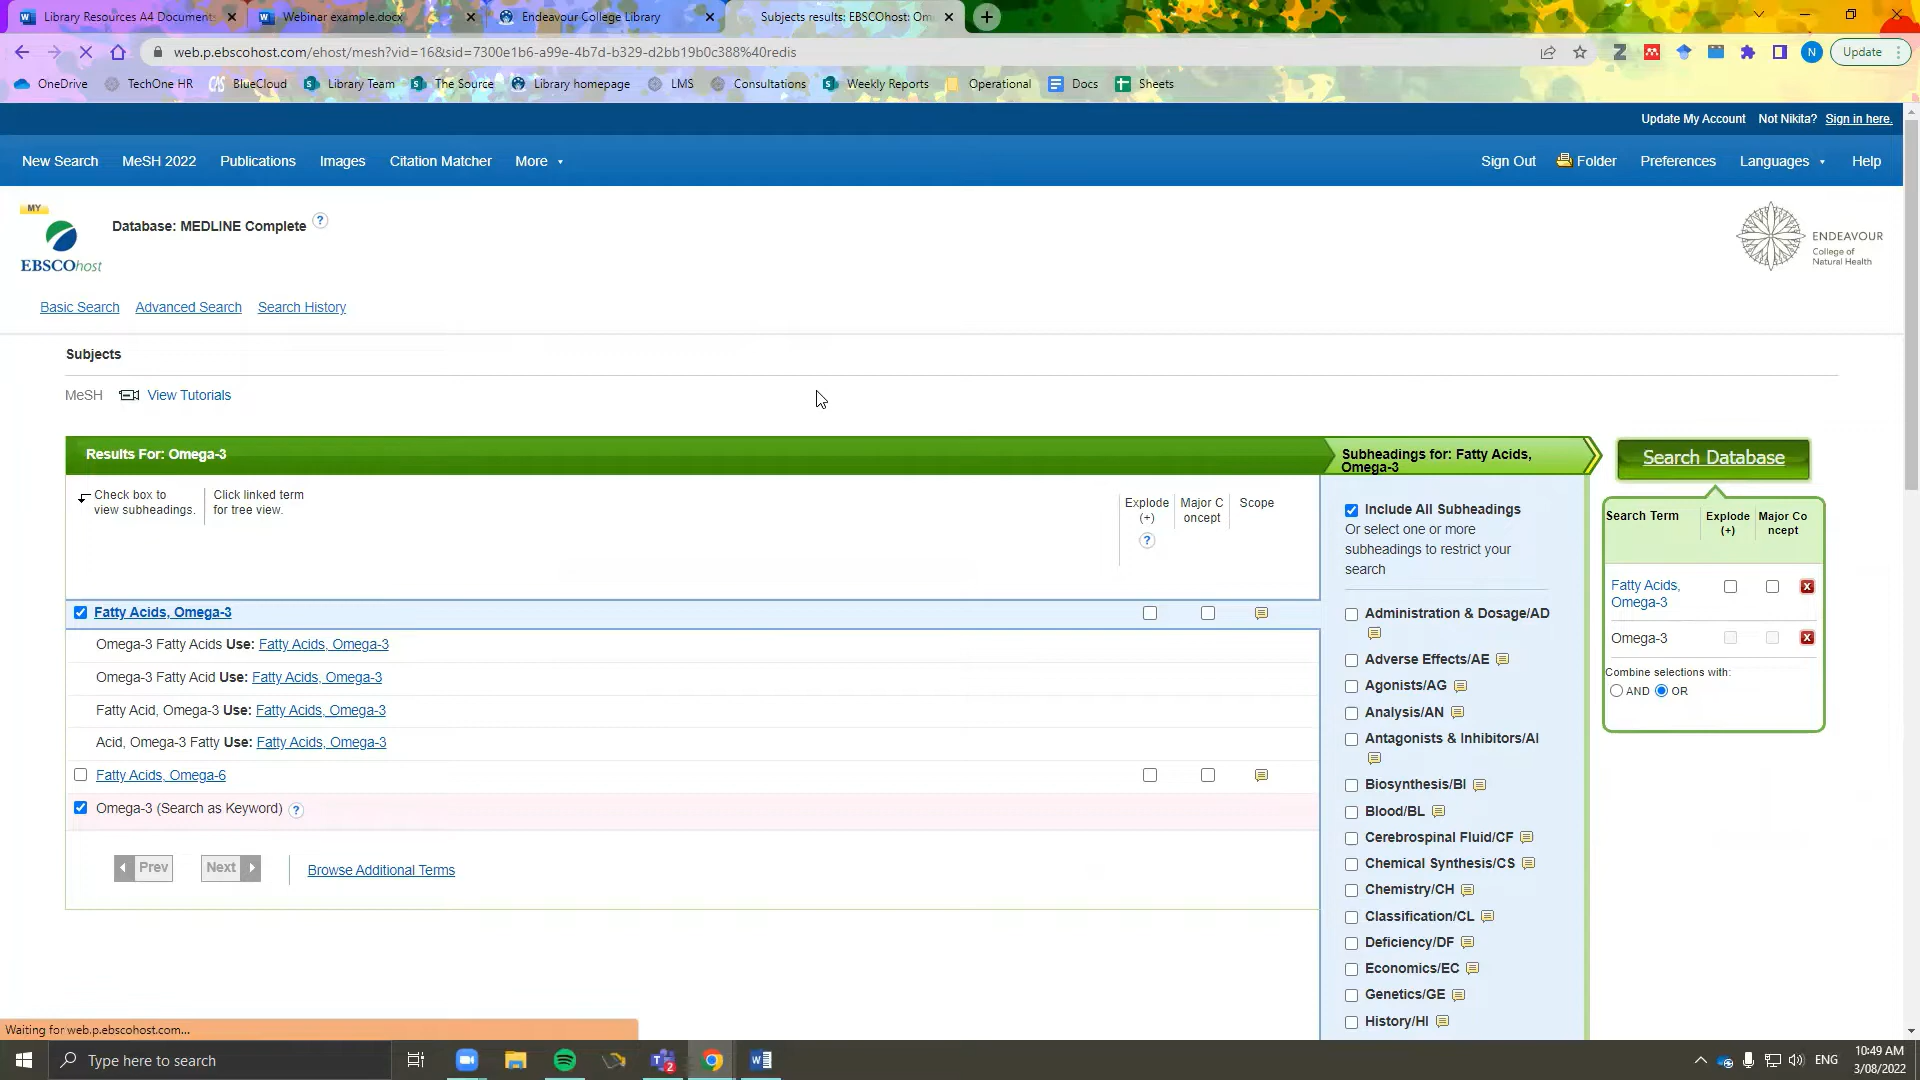 Library Resources A4 Documents
Webinar example.docx
Endeavour College Library
Subjects results: EBSCOhost: Om
web.p.ebscohost.com/ehost/mesh?vid=16&sid=7300e1b6-a99e-4b7d-b329-d2bb19b0c388%40redis
N
Update
OneDrive
TechOne HR
BlueCloud
Library Team
The Source
Library homepage
LMS
Consultations
Weekly Reports
Operational
Docs
Sheets
Update My Account Not Nikita? Sign in here.
New Search MeSH 2022 Publications Images Citation Matcher More
Sign Out Folder Preferences Languages Help
MY
EBSCOhost
Database: MEDLINE Complete ?
ENDEAVOUR
College of
Natural Health
Basic Search Advanced Search Search History
Subjects
MeSH View Tutorials
Results For: Omega-3
Check box to
view subheadings.
Click linked term
for tree view.
Explode
(+)
?
Major C
oncept
Scope
Fatty Acids, Omega-3
Omega-3 Fatty Acids Use: Fatty Acids, Omega-3
Omega-3 Fatty Acid Use: Fatty Acids, Omega-3
Fatty Acid, Omega-3 Use: Fatty Acids, Omega-3
Acid, Omega-3 Fatty Use: Fatty Acids, Omega-3
Fatty Acids, Omega-6
Omega-3 (Search as Keyword) ?
Prev Next Browse Additional Terms
Subheadings for: Fatty Acids,
Omega-3
Include All Subheadings
Or select one or more
subheadings to restrict your
search
Administration & Dosage/AD
Adverse Effects/AE
Agonists/AG
Analysis/AN
Antagonists & Inhibitors/AI
Biosynthesis/BI
Blood/BL
Cerebrospinal Fluid/CF
Chemical Synthesis/CS
Chemistry/CH
Classification/CL
Deficiency/DF
Economics/EC
Genetics/GE
History/HI
Search Database
Search Term
Explode
(+)
Major Co
ncept
Fatty Acids,
Omega-3
Omega-3
Combine selections with:
AND OR
Waiting for web.p.ebscohost.com...
Type here to search
2
ENG
10:49 AM
3/08/2022